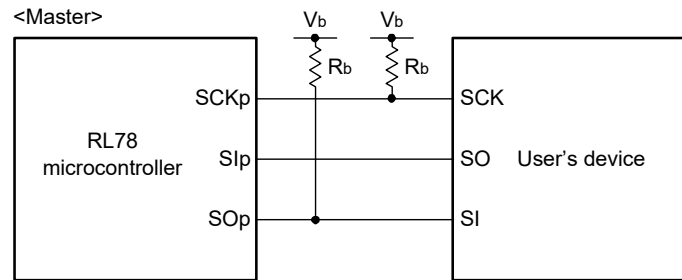 <Master>
Vb Vb
Rb Rb
SCKp SCK
RL78
microcontroller
SIp SO
User's device
SOp SI